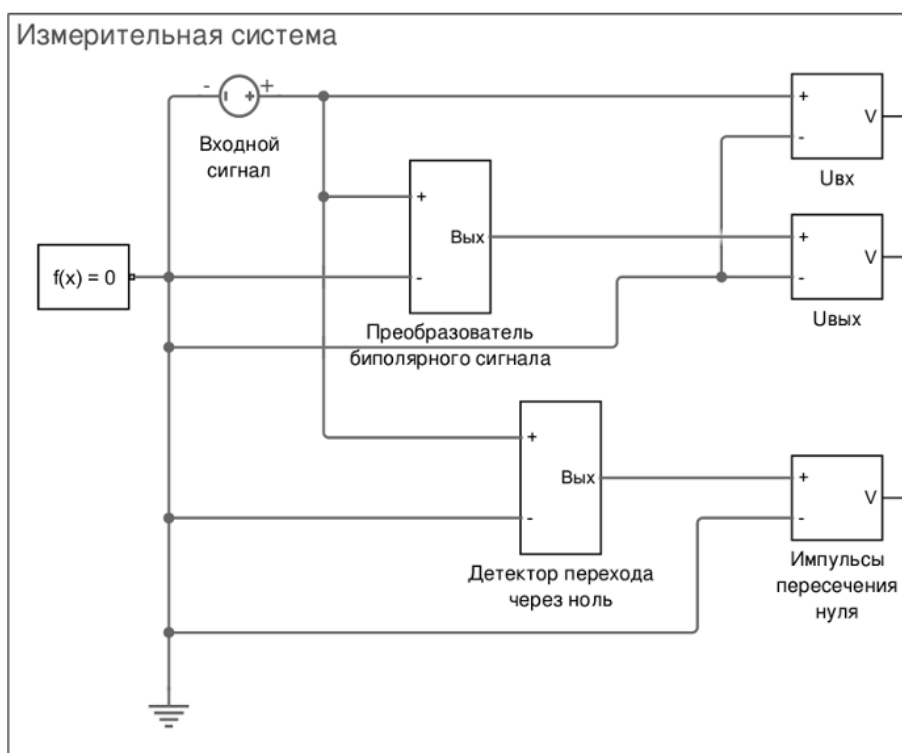 Измерительная система
- +
Входной
сигнал
+
-
V
Uвх
+
-
Вых
Преобразователь
биполярного сигнала
+
-
V
Uвых
f(x) = 0
+
-
Вых
Детектор перехода
через ноль
+
-
V
Импульсы
пересечения
нуля